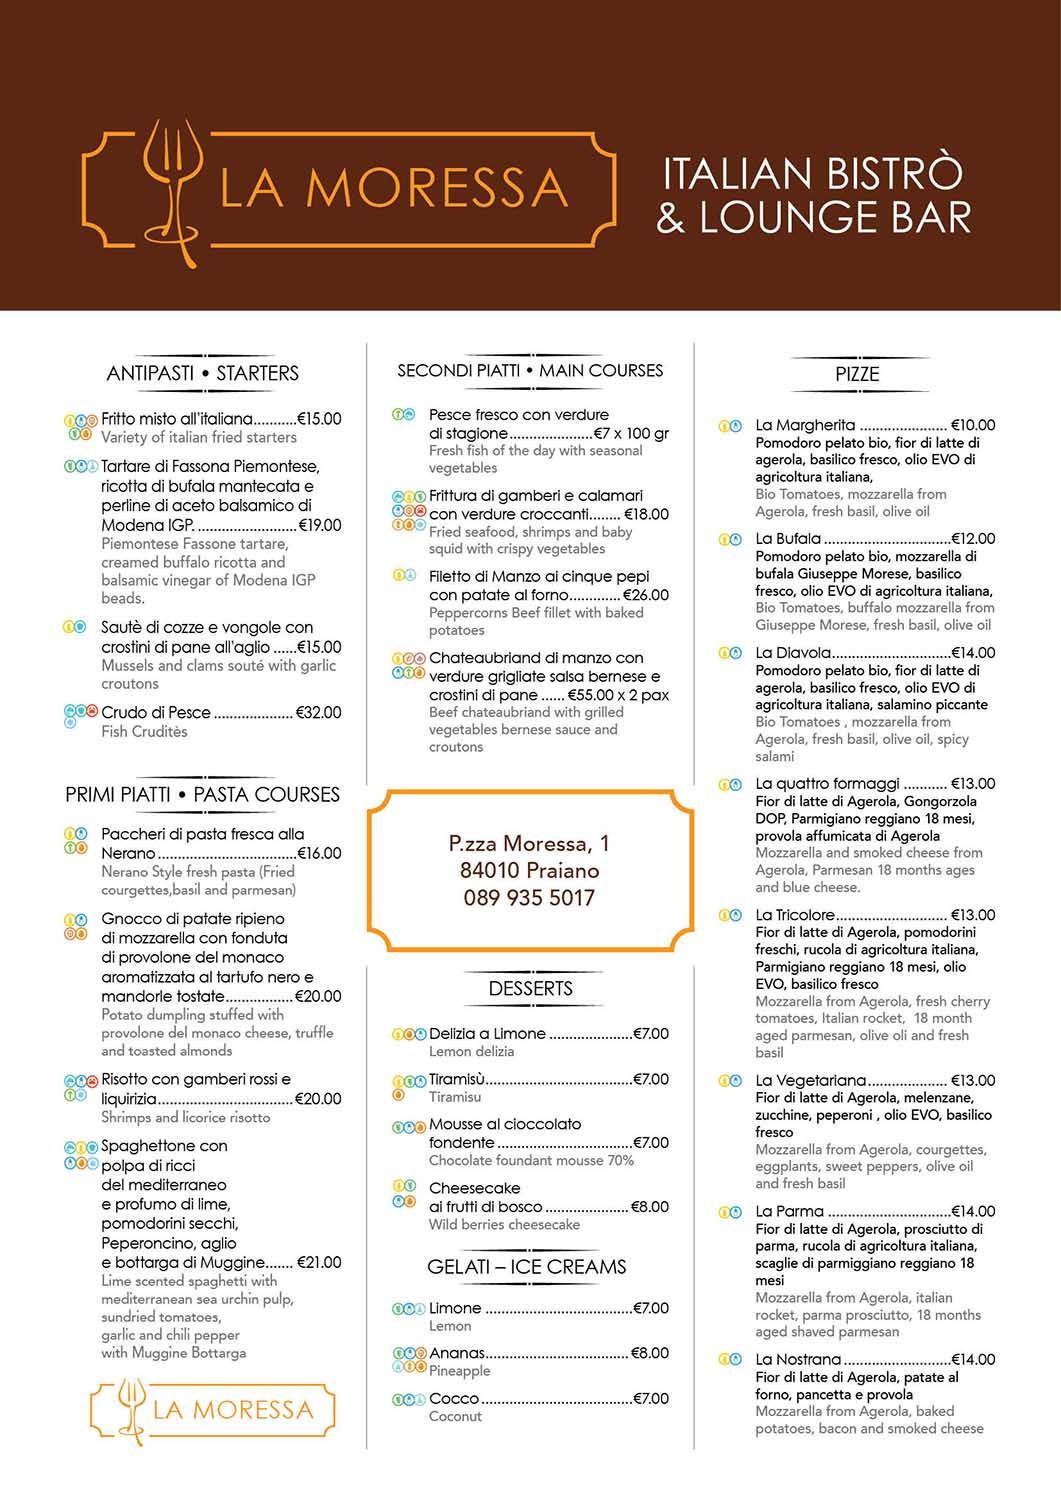 LA MORESSA
ITALIAN BISTRÒ
& LOUNGE BAR
ANTIPASTI • STARTERS
Fritto misto all'italiana..........€15.00
Variety of italian fried starters
Tartare di Fassona Piemontese,
ricotta di bufala mantecata e
perline di aceto balsamico di
Modena IGP. .......................€19.00
Piemontese Fassone tartare,
creamed buffalo ricotta and
balsamic vinegar of Modena IGP
beads.
Sautè di cozze e vongole con
crostini di pane all'aglio .....€15.00
Mussels and clams souté with garlic
croutons
Crudo di Pesce ................... €32.00
Fish Cruditès
PRIMI PIATTI • PASTA COURSES
Paccheri di pasta fresca alla
Nerano.................................€16.00
Nerano Style fresh pasta (Fried
courgettes,basil and parmesan)
Gnocco di patate ripieno
di mozzarella con fonduta
di provolone del monaco
aromatizzata al tartufo nero e
mandorle tostate................€20.00
Potato dumpling stuffed with
provolone del monaco cheese, truffle
and toasted almonds
Risotto con gamberi rossi e
liquirizia................................€20.00
Shrimps and licorice risotto
Spaghettone con
polpa di ricci
del mediterraneo
e profumo di lime,
pomodorini secchi,
Peperoncino, aglio
e bottarga di Muggine...... €21.00
Lime scented spaghetti with
mediterranean sea urchin pulp,
sundried tomatoes,
garlic and chili pepper
with Muggine Bottarga
LA MORESSA
SECONDI PIATTI • MAIN COURSES
Pesce fresco con verdure
di stagione....................€7 x 100 gr
Fresh fish of the day with seasonal
vegetables
Frittura di gamberi e calamari
con verdure croccanti....... €18.00
Fried seafood, shrimps and baby
squid with crispy vegetables
Filetto di Manzo ai cinque pepi
con patate al forno............€26.00
Peppercorns Beef fillet with baked
potatoes
Chateaubriand di manzo con
verdure grigliate salsa bernese e
crostini di pane ...... €55.00 x 2 pax
Beef chateaubriand with grilled
vegetables bernese sauce and
croutons
P.zza Moressa, 1
84010 Praiano
089 935 5017
DESSERTS
Delizia a Limone ....................€7.00
Lemon delizia
Tiramisù...................................€7.00
Tiramisu
Mousse al cioccolato
fondente ................................€7.00
Chocolate foundant mousse 70%
Cheesecake
ai frutti di bosco .................... €8.00
Wild berries cheesecake
GELATI – ICE CREAMS
Limone ...................................€7.00
Lemon
Ananas................................... €8.00
Pineapple
Cocco ....................................€7.00
Coconut
PIZZE
La Margherita ..................... €10.00
Pomodoro pelato bio, fior di latte di
agerola, basilico fresco, olio EVO di
agricoltura italiana,
Bio Tomatoes, mozzarella from
Agerola, fresh basil, olive oil
La Bufala ..............................€12.00
Pomodoro pelato bio, mozzarella di
bufala Giuseppe Morese, basilico
fresco, olio EVO di agricoltura italiana,
Bio Tomatoes, buffalo mozzarella from
Giuseppe Morese, fresh basil, olive oil
La Diavola............................€14.00
Pomodoro pelato bio, fior di latte di
agerola, basilico fresco, olio EVO di
agricoltura italiana, salamino piccante
Bio Tomatoes , mozzarella from
Agerola, fresh basil, olive oil, spicy
salami
La quattro formaggi .......... €13.00
Fior di latte di Agerola, Gongorzola
DOP, Parmigiano reggiano 18 mesi,
provola affumicata di Agerola
Mozzarella and smoked cheese from
Agerola, Parmesan 18 months ages
and blue cheese.
La Tricolore.......................... €13.00
Fior di latte di Agerola, pomodorini
freschi, rucola di agricoltura italiana,
Parmigiano reggiano 18 mesi, olio
EVO, basilico fresco
Mozzarella from Agerola, fresh cherry
tomatoes, Italian rocket, 18 month
aged parmesan, olive oli and fresh
basil
La Vegetariana................... €13.00
Fior di latte di Agerola, melenzane,
zucchine, peperoni , olio EVO, basilico
fresco
Mozzarella from Agerola, courgettes,
eggplants, sweet peppers, olive oil
and fresh basil
La Parma .............................€14.00
Fior di latte di Agerola, prosciutto di
parma, rucola di agricoltura italiana,
scaglie di parmiggiano reggiano 18
mesi
Mozzarella from Agerola, italian
rocket, parma prosciutto, 18 months
aged shaved parmesan
La Nostrana .........................€14.00
Fior di latte di Agerola, patate al
forno, pancetta e provola
Mozzarella from Agerola, baked
potatoes, bacon and smoked cheese